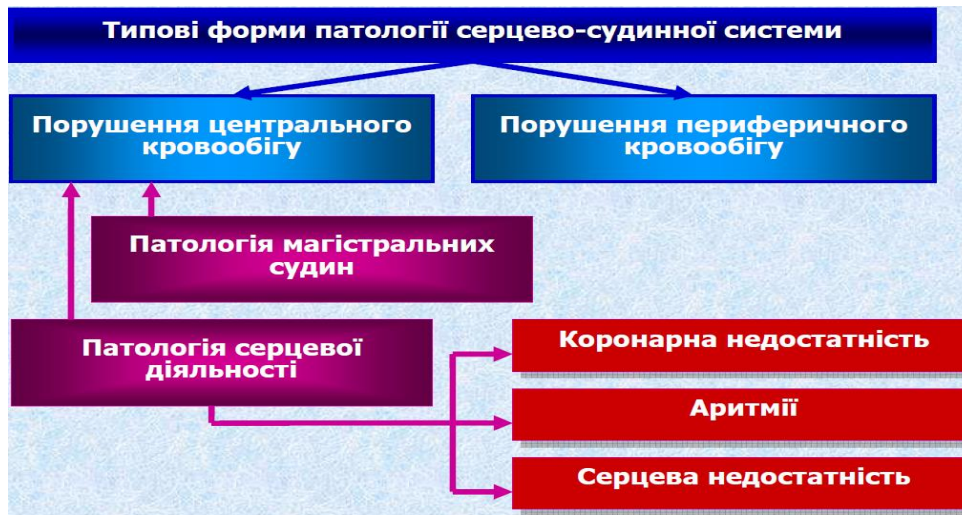 Типові форми патології серцево-судинної системи
Порушення центрального
кровообігу
Порушення периферичного
кровообігу
Патологія магістральних
судин
Патологія серцевої
діяльності
Коронарна недостатність
Аритмії
Серцева недостатність